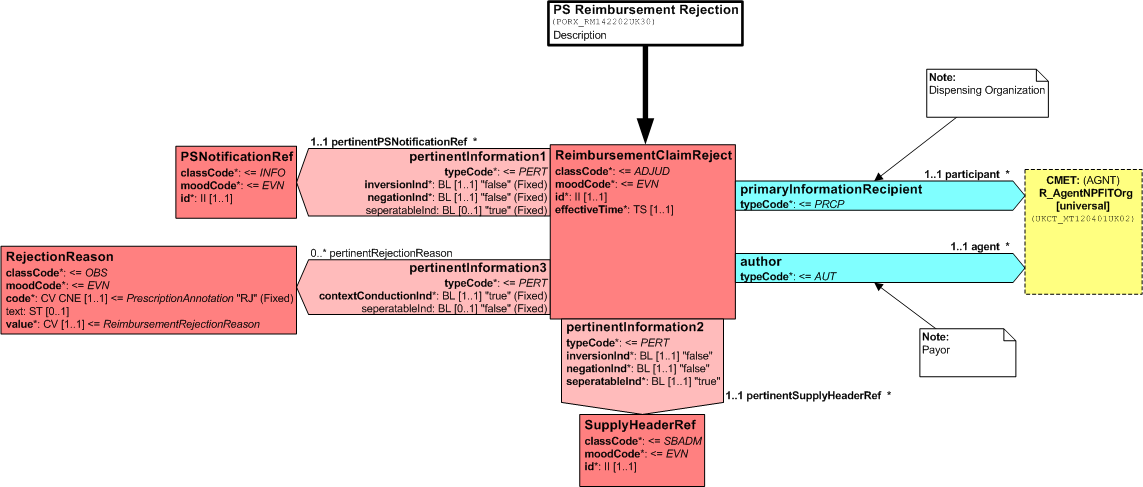 PS Reimbursement Rejection
(PORX_RM142202UK30)
Description
Note:
Dispensing Organization
1..1 pertinentPSNotificationRef *
PSNotificationRef
classCode*: <= INFO
moodCode*: <= EVN
id*: II [1..1]
pertinentInformation1
typeCode*: <= PERT
inversionInd*: BL [1..1] "false" (Fixed)
negationInd*: BL [1..1] "false" (Fixed)
seperatableInd: BL [0..1] "true" (Fixed)
ReimbursementClaimReject
classCode*: <= ADJUD
moodCode*: <= EVN
id*: II [1..1]
effectiveTime*: TS [1..1]
1..1 participant *
primaryInformationRecipient
typeCode*: <= PRCP
CMET: (AGNT)
R_AgentNPFITOrg
[universal]
(UKCT_MT120401UK02)
1..1 agent *
author
typeCode*: <= AUT
Note:
Payor
0..* pertinentRejectionReason
RejectionReason
classCode*: <= OBS
moodCode*: <= EVN
code*: CV CNE [1..1] <= PrescriptionAnnotation "RJ" (Fixed)
text: ST [0..1]
value*: CV [1..1] <= ReimbursementRejectionReason
pertinentInformation3
typeCode*: <= PERT
contextConductionInd*: BL [1..1] "true" (Fixed)
seperatableInd: BL [0..1] "false" (Fixed)
pertinentInformation2
typeCode*: <= PERT
inversionInd*: BL [1..1] "false"
negationInd*: BL [1..1] "false"
seperatableInd*: BL [1..1] "true"
1..1 pertinentSupplyHeaderRef *
SupplyHeaderRef
classCode*: <= SBADM
moodCode*: <= EVN
id*: II [1..1]